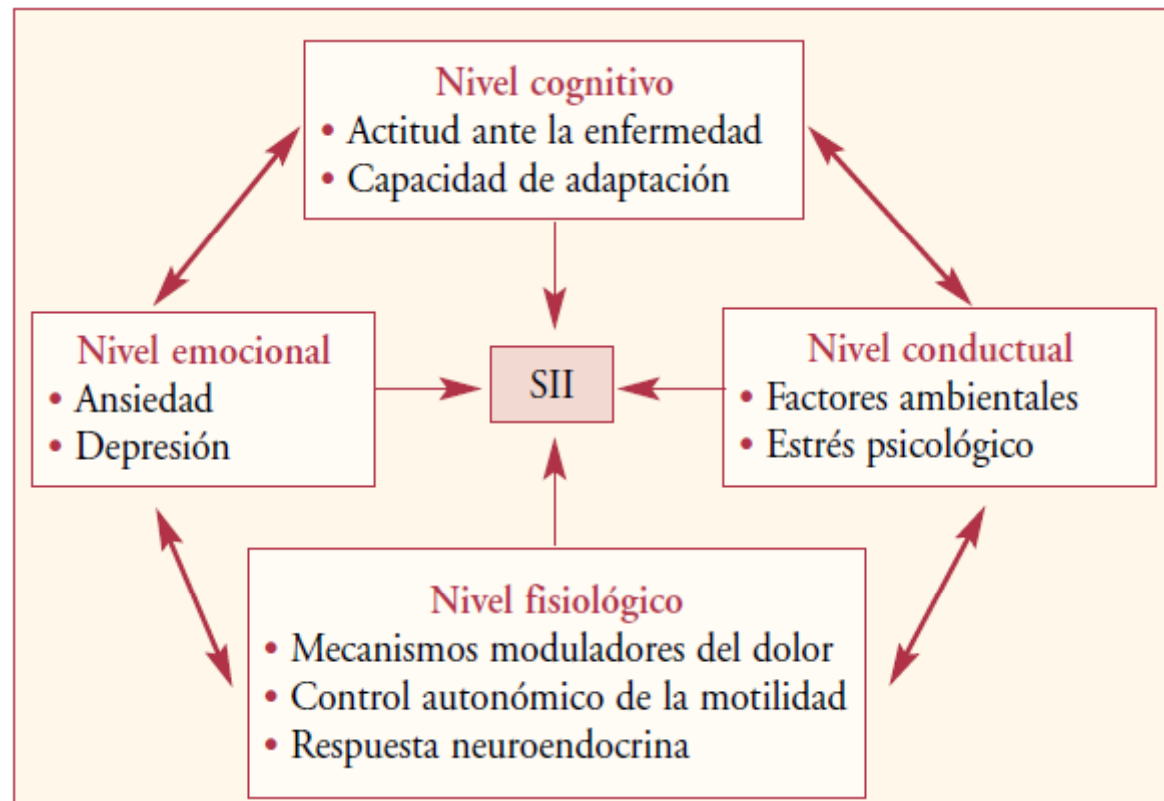 Nivel cognitivo
• Actitud ante la enfermedad
• Capacidad de adaptación
Nivel emocional
• Ansiedad
• Depresión
SII
Nivel conductual
• Factores ambientales
• Estrés psicológico
Nivel fisiológico
• Mecanismos moduladores del dolor
• Control autonómico de la motilidad
• Respuesta neuroendocrina